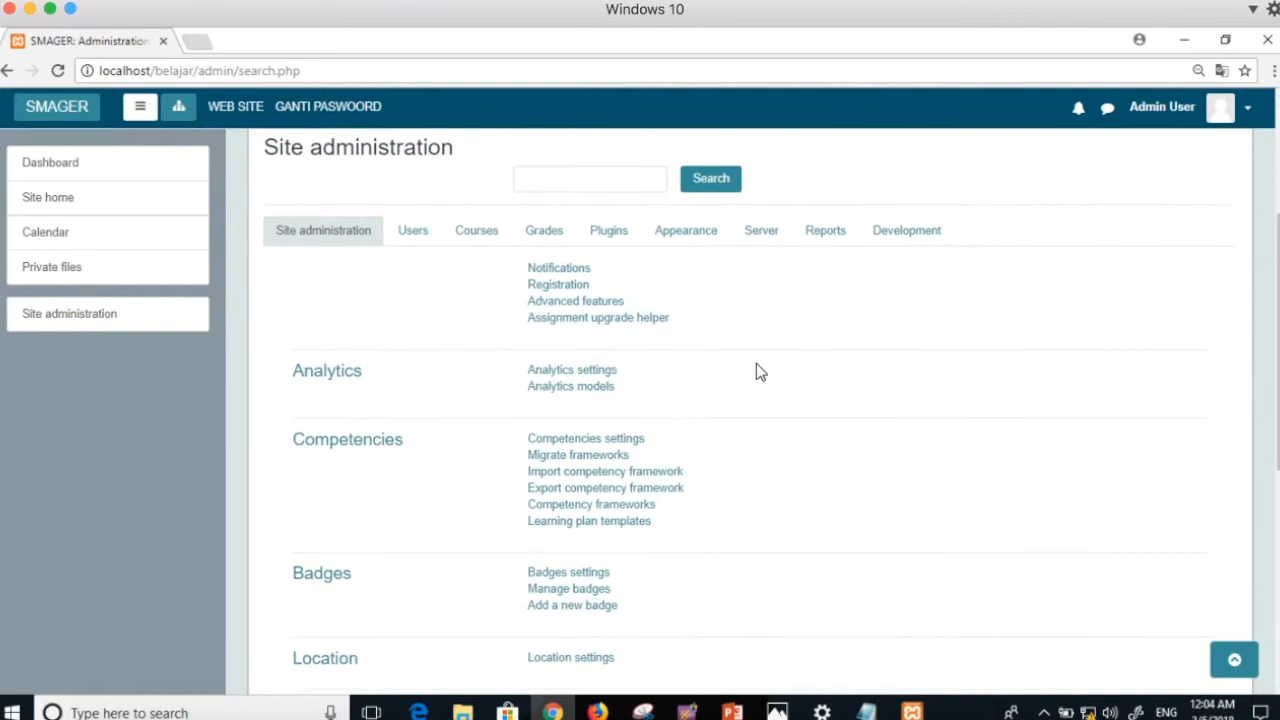 Windows 10
SMAGER: Administration
localhost/belajar/admin/search.php
SMAGER
WEB SITE
GANTI PASWOORD
Admin User
Dashboard
Site home
Calendar
Private files
Site administration
Site administration
Search
Site administration
Users
Courses
Grades
Plugins
Appearance
Server
Reports
Development
Notifications
Registration
Advanced features
Assignment upgrade helper
Analytics
Analytics settings
Analytics models
Competencies
Competencies settings
Migrate frameworks
Import competency framework
Export competency framework
Competency frameworks
Learning plan templates
Badges
Badges settings
Manage badges
Add a new badge
Location
Location settings
Type here to search
ENG
12:04 AM